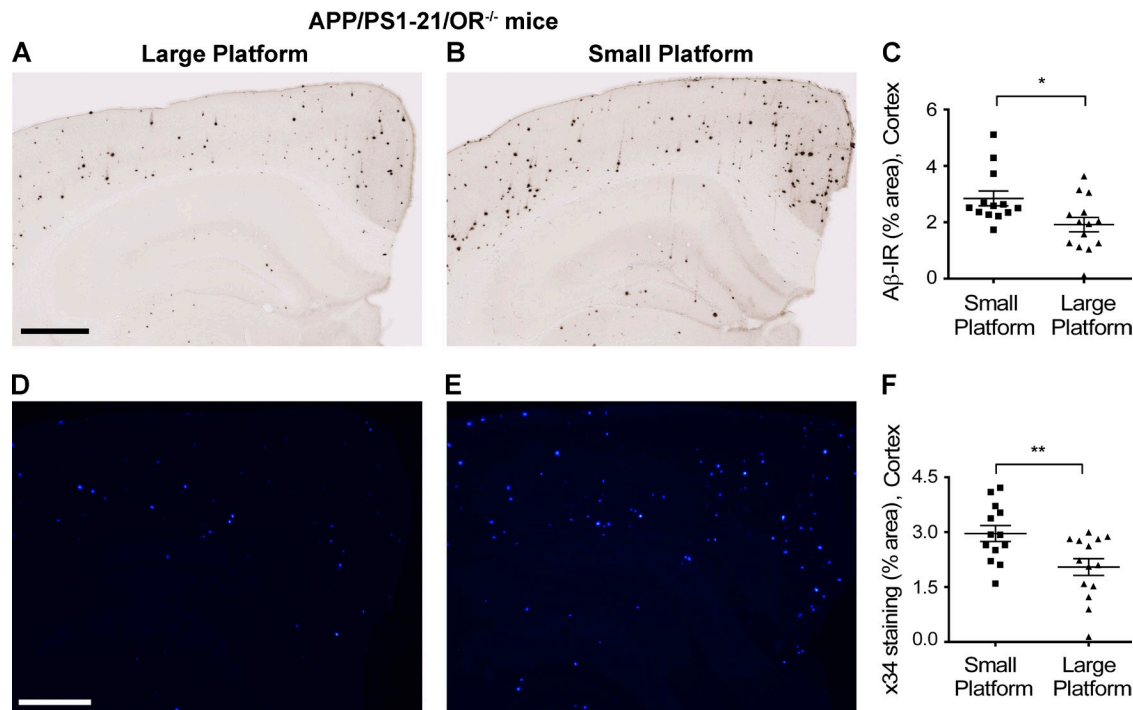 APP/PS1-21/OR-/- mice
A
Large Platform
B
Small Platform
C
Aβ-IR (% area), Cortex
6
4
2
0
*
Small Platform
Large Platform
D
E
F
x34 staining (% area), Cortex
4.5
3.0
1.5
0.0
**
Small Platform
Large Platform